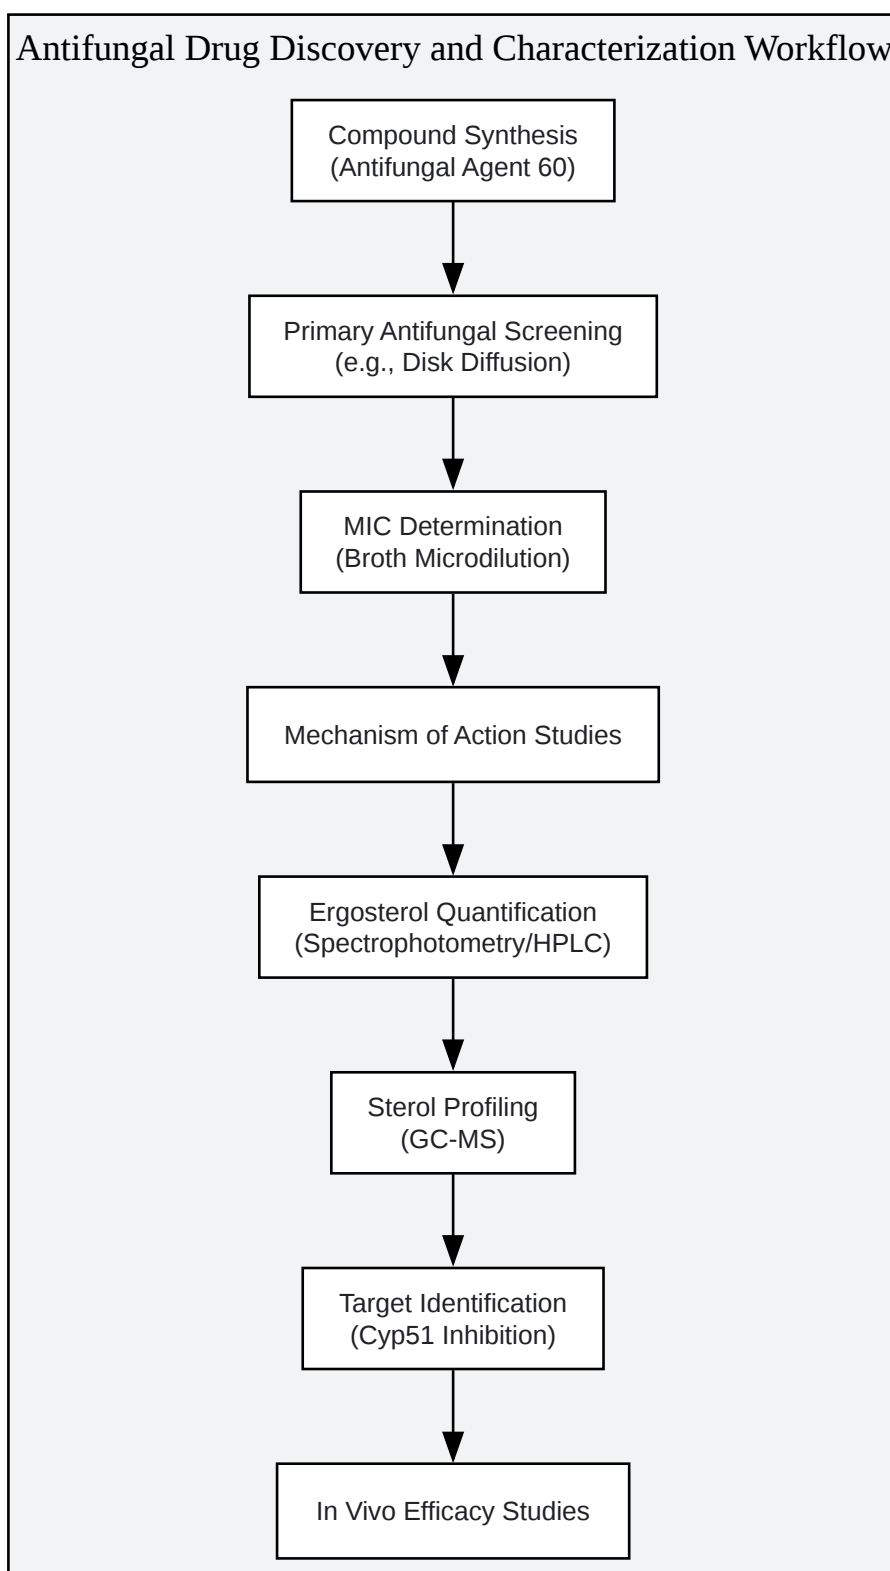 Antifungal Drug Discovery and Characterization Workflow
Compound Synthesis
(Antifungal Agent 60)
Primary Antifungal Screening
(e.g., Disk Diffusion)
MIC Determination
(Broth Microdilution)
Mechanism of Action Studies
Ergosterol Quantification
(Spectrophotometry/HPLC)
Sterol Profiling
(GC-MS)
Target Identification
(Cyp51 Inhibition)
In Vivo Efficacy Studies